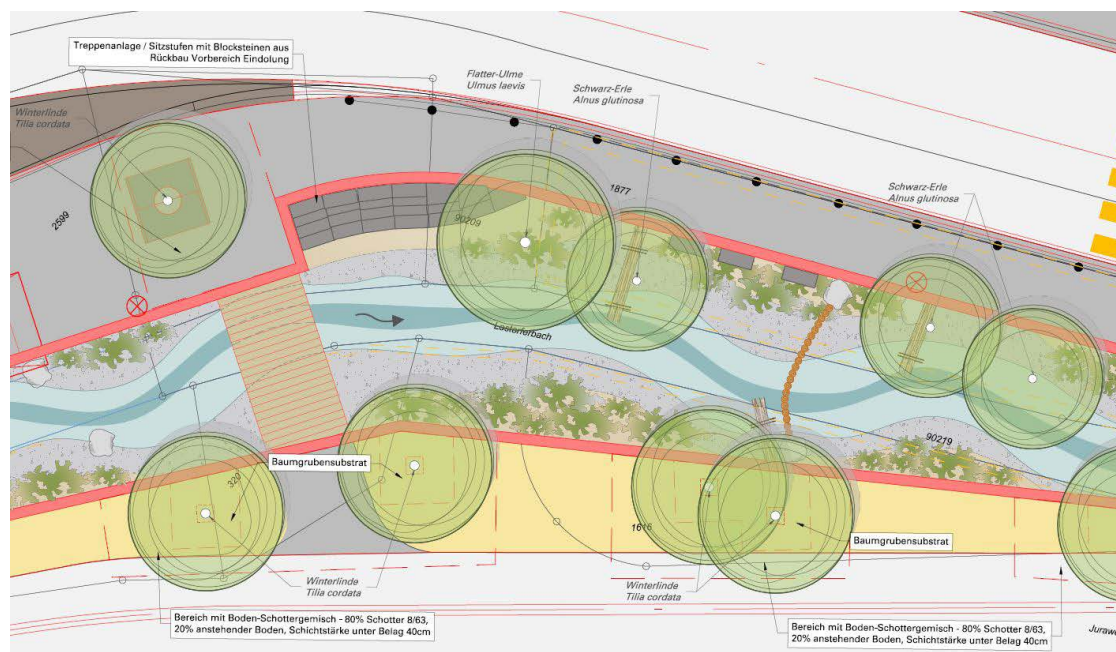 Treppenanlage / Sitzstufen mit Blocksteinen aus
Rückbau Vorbereich Eindolung
Flatter-Ulme
Ulmus laevis
Schwarz-Erle
Alnus glutinosa
Winterlinde
Tilia cordata
1877
Schwarz-Erle
Alnus glutinosa
2599
90209
90219
Baumgrubensubstrat
1616
Baumgrubensubstrat
Winterlinde
Tilia cordata
Winterlinde
Tilia cordata
Bereich mit Boden-Schottergemisch - 80% Schotter 8/63,
20% anstehender Boden, Schichtstärke unter Belag 40cm
Bereich mit Boden-Schottergemisch - 80% Schotter 8/63,
20% anstehender Boden, Schichtstärke unter Belag 40cm